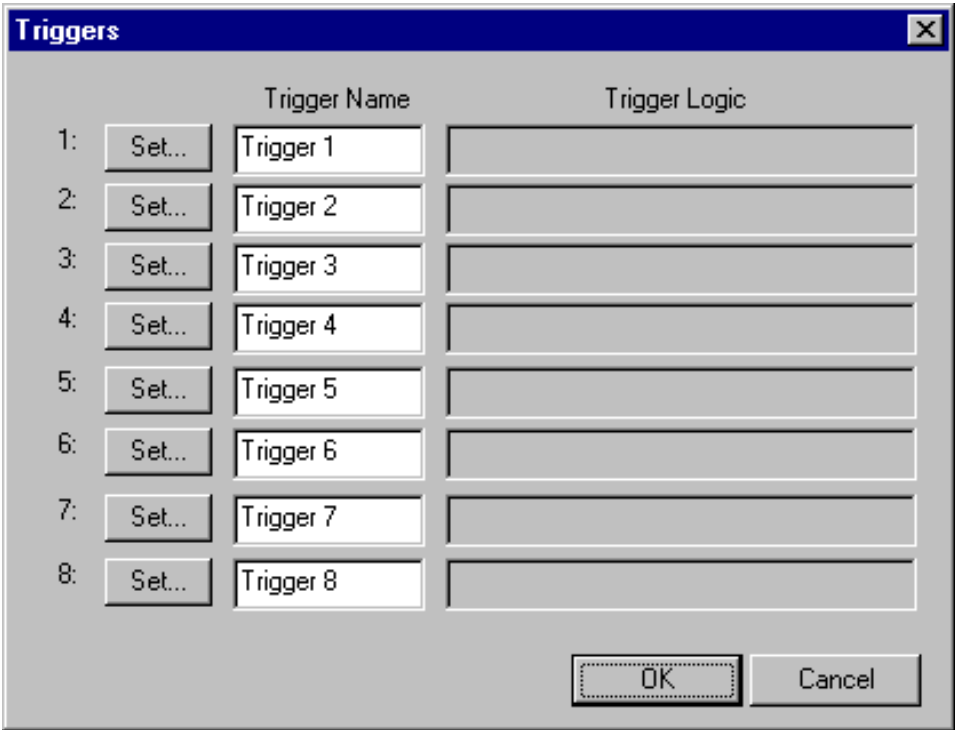 Triggers
Trigger Name Trigger Logic
1: Set... Trigger 1
2: Set... Trigger 2
3: Set... Trigger 3
4: Set... Trigger 4
5: Set... Trigger 5
6: Set... Trigger 6
7: Set... Trigger 7
8: Set... Trigger 8
OK Cancel